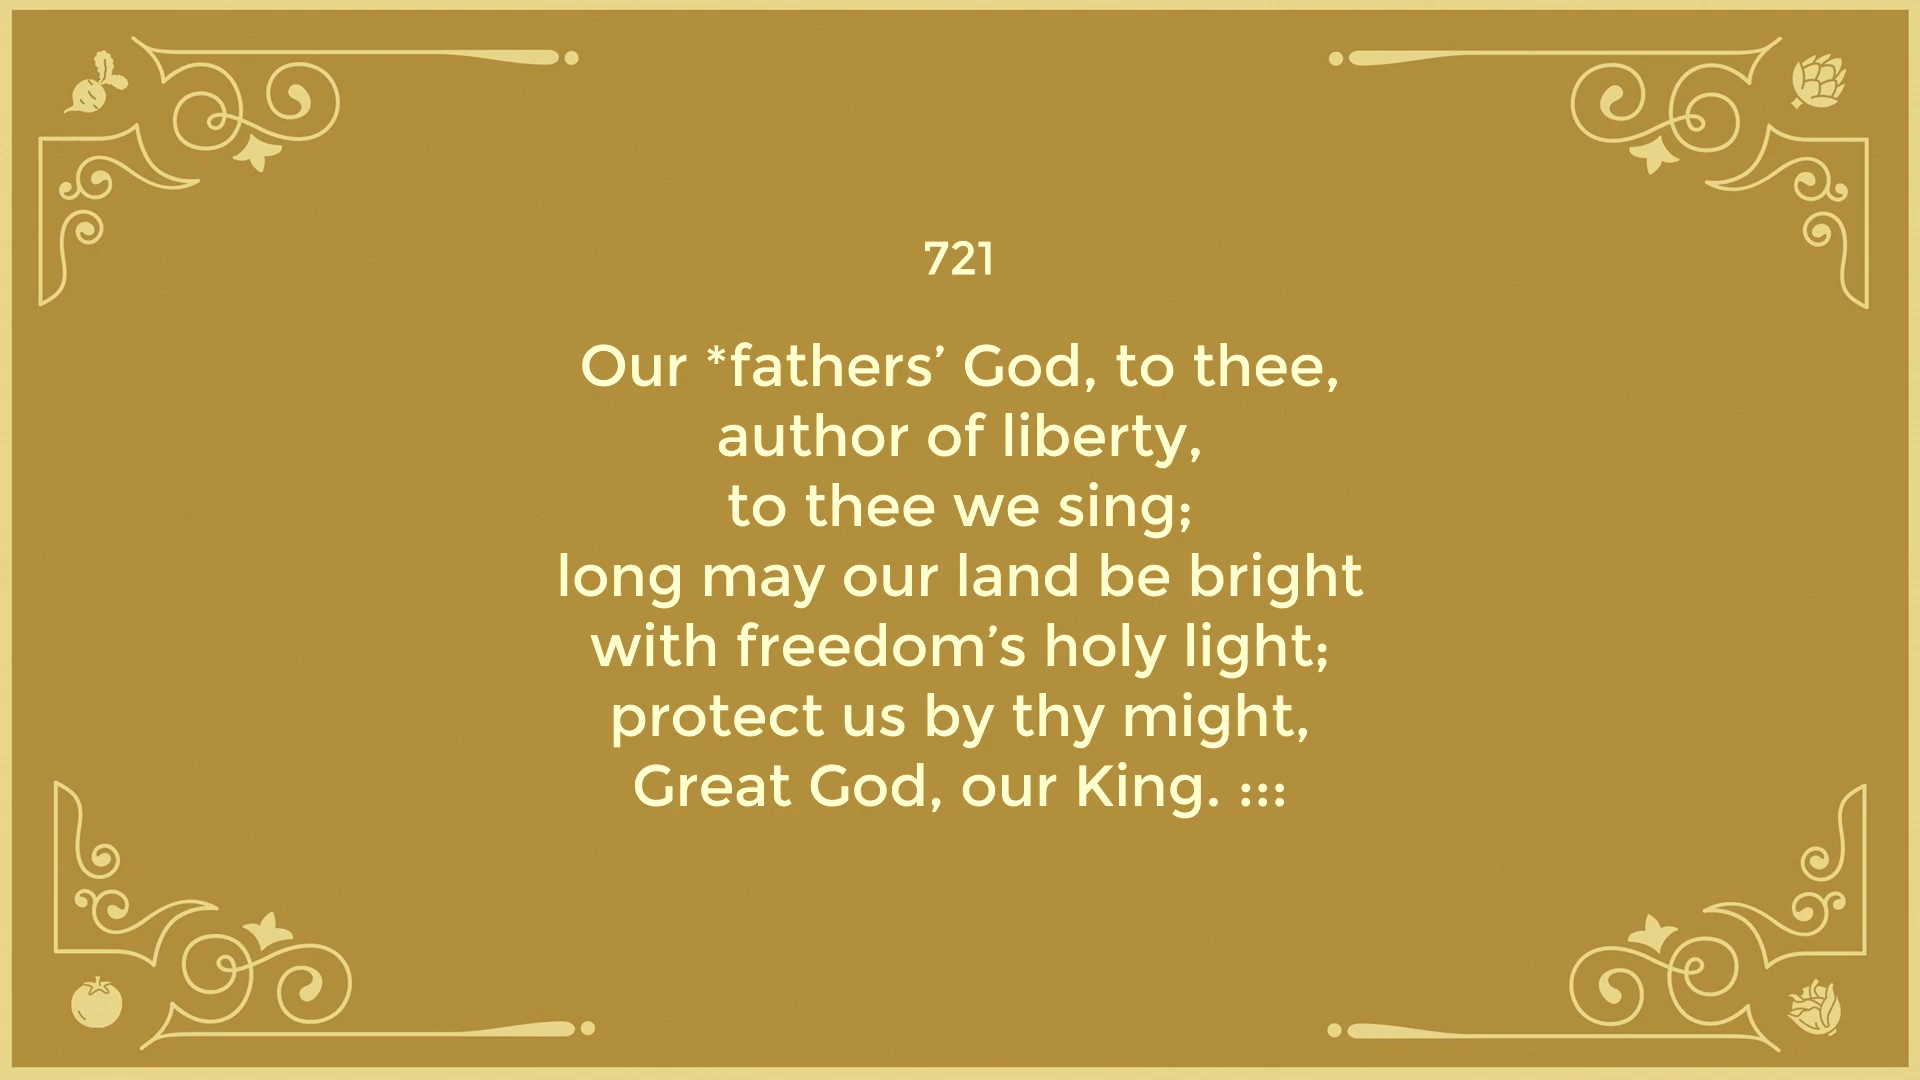 721
Our *fathers’ God, to thee,
author of liberty,
to thee we sing;
long may our land be bright
with freedom’s holy light;
protect us by thy might,
Great God, our King. :::